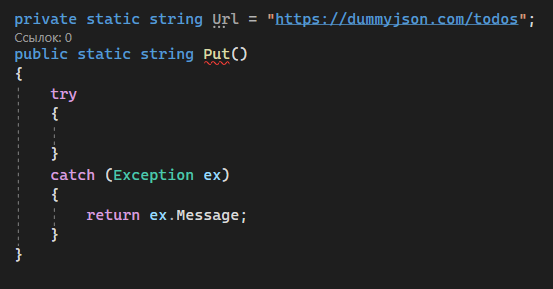 private static string Url = "https://dummyjson.com/todos";
Ссылок: 0
public static string Put()
{
    try
    {
    }
    catch (Exception ex)
    {
        return ex.Message;
    }
}